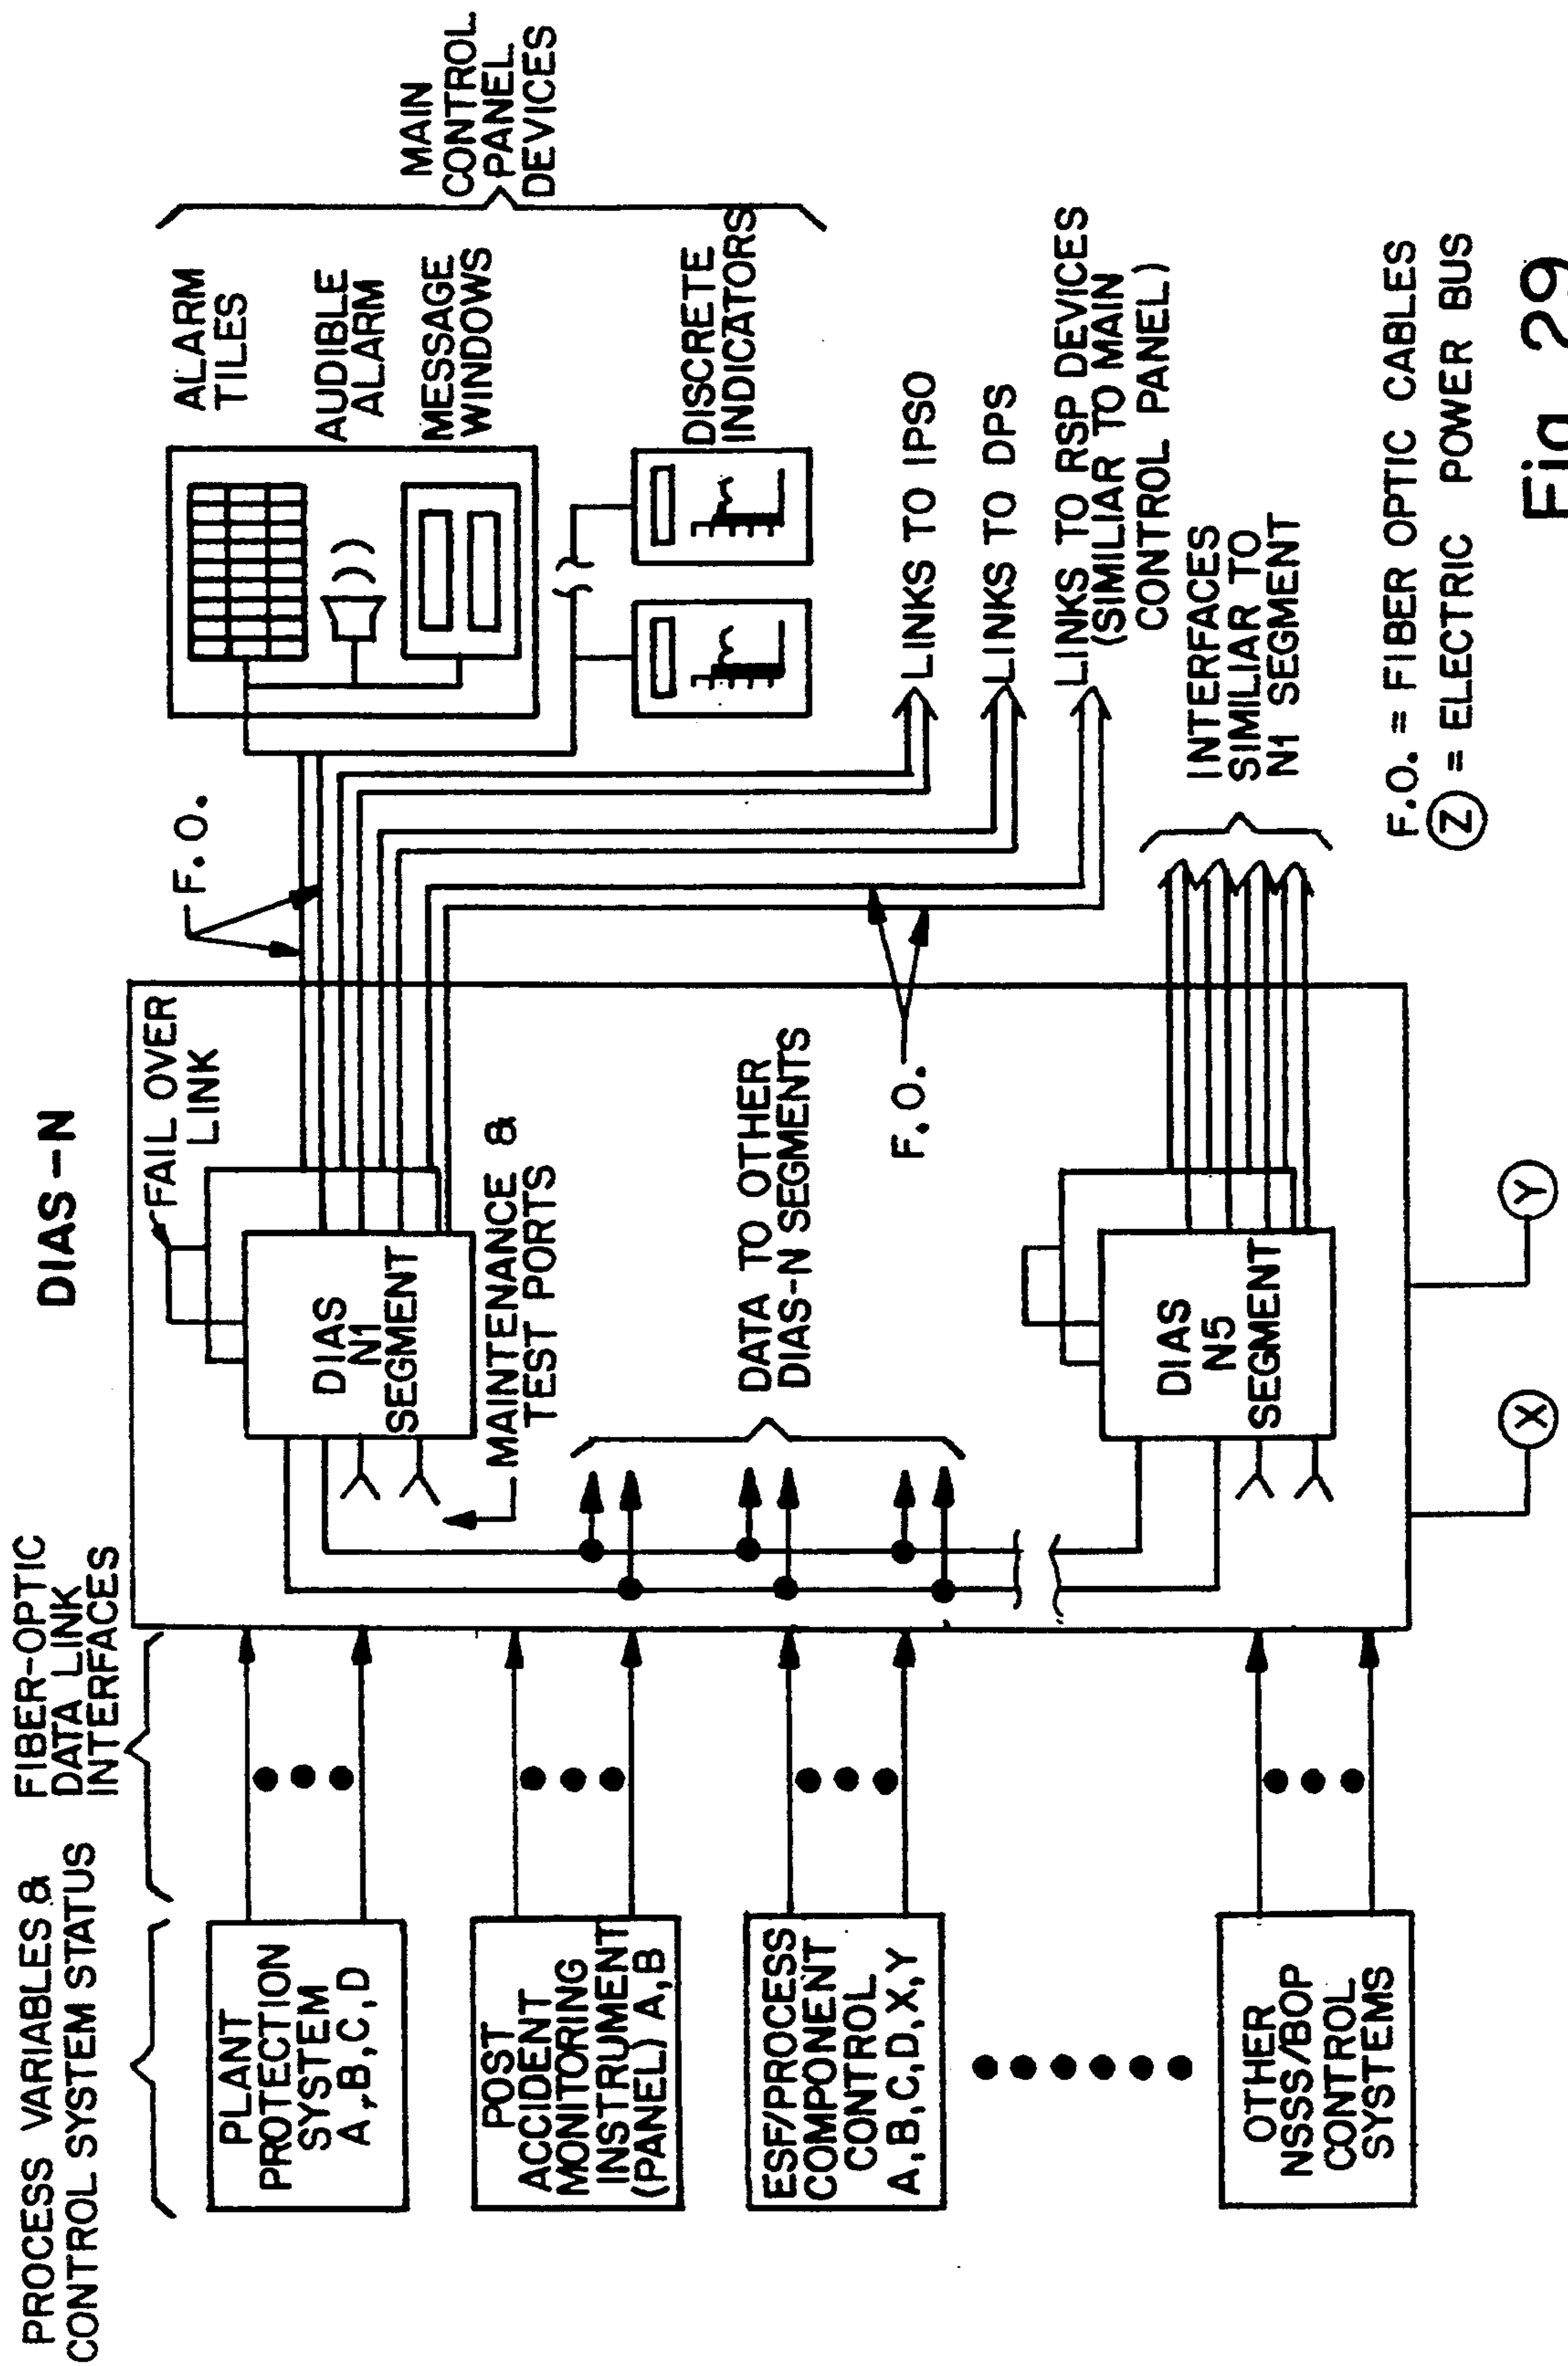 DIAS-N
PROCESS VARIABLES &
CONTROL SYSTEM STATUS
FIBER-OPTIC
DATA LINK
INTERFACES
PLANT
PROTECTION
SYSTEM
A,B,C,D
POST
ACCIDENT
MONITORING
INSTRUMENT
(PANEL) A,B
ESF/PROCESS
COMPONENT
CONTROL
A,B,C,D,X,Y
OTHER
NSSS/BOP
CONTROL
SYSTEMS
FAIL OVER
LINK
DIAS
N1
SEGMENT
MAINTENANCE &
TEST PORTS
DATA TO OTHER
DIAS-N SEGMENTS
DIAS
N5
SEGMENT
X
Y
F.O.
F.O.
ALARM
TILES
AUDIBLE
ALARM
MESSAGE
WINDOWS
DISCRETE
INDICATORS
MAIN
CONTROL
PANEL
DEVICES
LINKS TO IPSO
LINKS TO DPS
LINKS TO RSP DEVICES
(SIMILIAR TO MAIN
CONTROL PANEL)
INTERFACES
SIMILIAR TO
N1 SEGMENT
F.O. = FIBER OPTIC CABLES
Z = ELECTRIC POWER BUS
Fig. 29